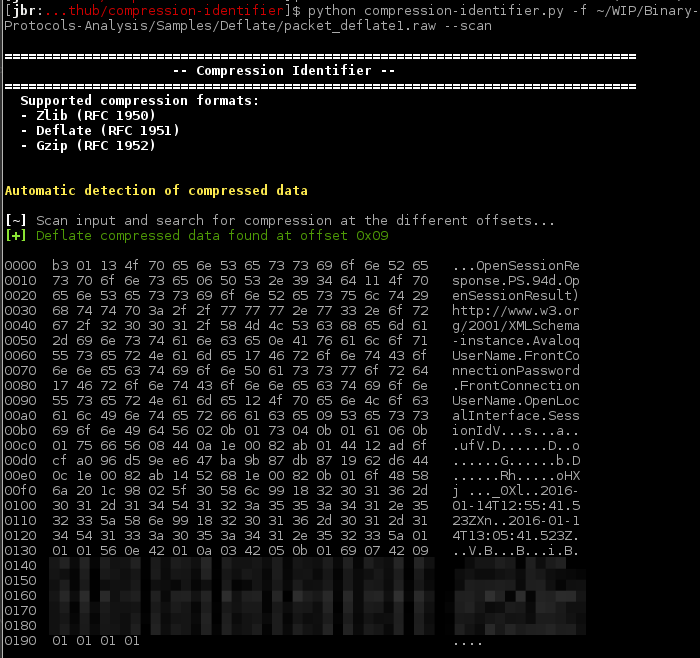 [jbr:...thub/compression-identifier]$ python compression-identifier.py -f ~/WIP/Binary-
Protocols-Analysis/Samples/Deflate/packet_deflate1.raw --scan
===============================================================================
-- Compression Identifier --
===============================================================================
Supported compression formats:
- Zlib (RFC 1950)
- Deflate (RFC 1951)
- Gzip (RFC 1952)
Automatic detection of compressed data
[~] Scan input and search for compression at the different offsets...
[+] Deflate compressed data found at offset 0x09
0000 b3 01 13 4f 70 65 6e 53 65 73 73 69 6f 6e 52 65 ...OpenSessionRe
0010 73 70 6f 6e 73 65 06 50 53 2e 39 34 64 11 4f 70 sponse.PS.94d.Op
0020 65 6e 53 65 73 73 69 6f 6e 52 65 73 75 6c 74 29 enSessionResult)
0030 68 74 74 70 3a 2f 2f 77 77 77 2e 77 33 2e 6f 72 http://www.w3.or
0040 67 2f 32 30 30 31 2f 58 4d 4c 53 63 68 65 6d 61 g/2001/XMLSchema
0050 2d 69 6e 73 74 61 6e 63 65 0e 41 76 61 6c 6f 71 -instance.Avaloq
0060 55 73 65 72 4e 61 6d 65 17 46 72 6f 6e 74 43 6f UserName.FrontCo
0070 6e 6e 65 63 74 69 6f 6e 50 61 73 73 77 6f 72 64 nnectionPassword
0080 17 46 72 6f 6e 74 43 6f 6e 6e 65 63 74 69 6f 6e .FrontConnection
0090 55 73 65 72 4e 61 6d 65 12 4f 70 65 6e 4c 6f 63 UserName.OpenLoc
00a0 61 6c 49 6e 74 65 72 66 61 63 65 09 53 65 73 73 alInterface.Sess
00b0 69 6f 6e 49 64 56 02 0b 01 73 04 0b 01 61 06 0b ionIdV...s...a..
00c0 01 75 66 56 08 44 0a 1e 00 82 ab 01 44 12 ad 6f .ufV.D......D..o
00d0 cf a0 96 d5 9e e6 47 ba 9b 87 db 87 19 62 d6 44 ......G......b.D
00e0 0c 1e 00 82 ab 14 52 68 1e 00 82 0b 01 6f 48 58 ......Rh.....oHX
00f0 6a 20 1c 98 02 5f 30 58 6c 99 18 32 30 31 36 2d j ..._0Xl..2016-
0100 30 31 2d 31 34 54 31 32 3a 35 35 3a 34 31 2e 35 01-14T12:55:41.5
0110 32 33 5a 58 6e 99 18 32 30 31 36 2d 30 31 2d 31 23ZXn..2016-01-1
0120 34 54 31 33 3a 30 35 3a 34 31 2e 35 32 33 5a 01 4T13:05:41.523Z.
0130 01 01 56 0e 42 01 0a 03 42 05 0b 01 69 07 42 09 ..V.B...B...i.B.
0140
0150
0160
0170
0180
0190 01 01 01 01 ....